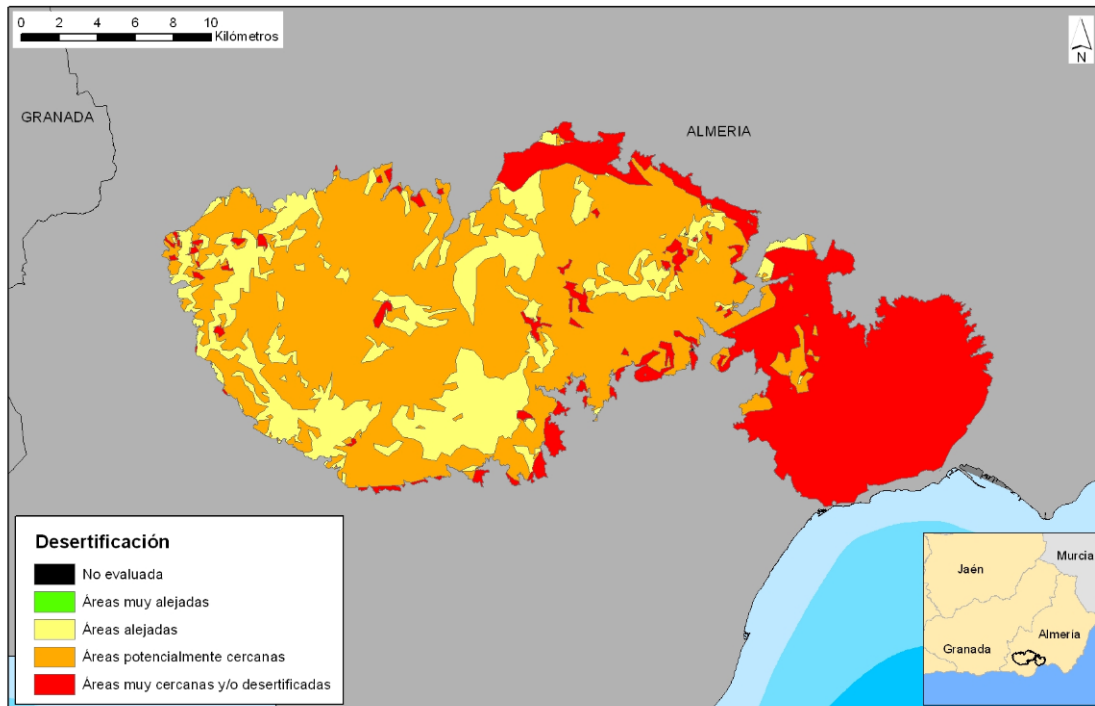 0 2 4 6 8 10
Kilómetros
N
GRANADA
ALMERIA
Desertificación
No evaluada
Áreas muy alejadas
Áreas alejadas
Áreas potencialmente cercanas
Áreas muy cercanas y/o desertificadas
Jaén
Murcia
Granada
Almería